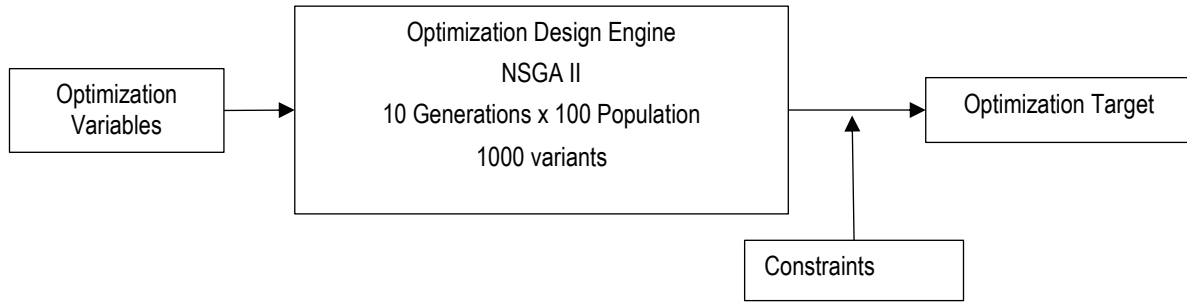 Optimization
Variables
Optimization Design Engine
NSGA II
10 Generations x 100 Population
1000 variants
Optimization Target
Constraints